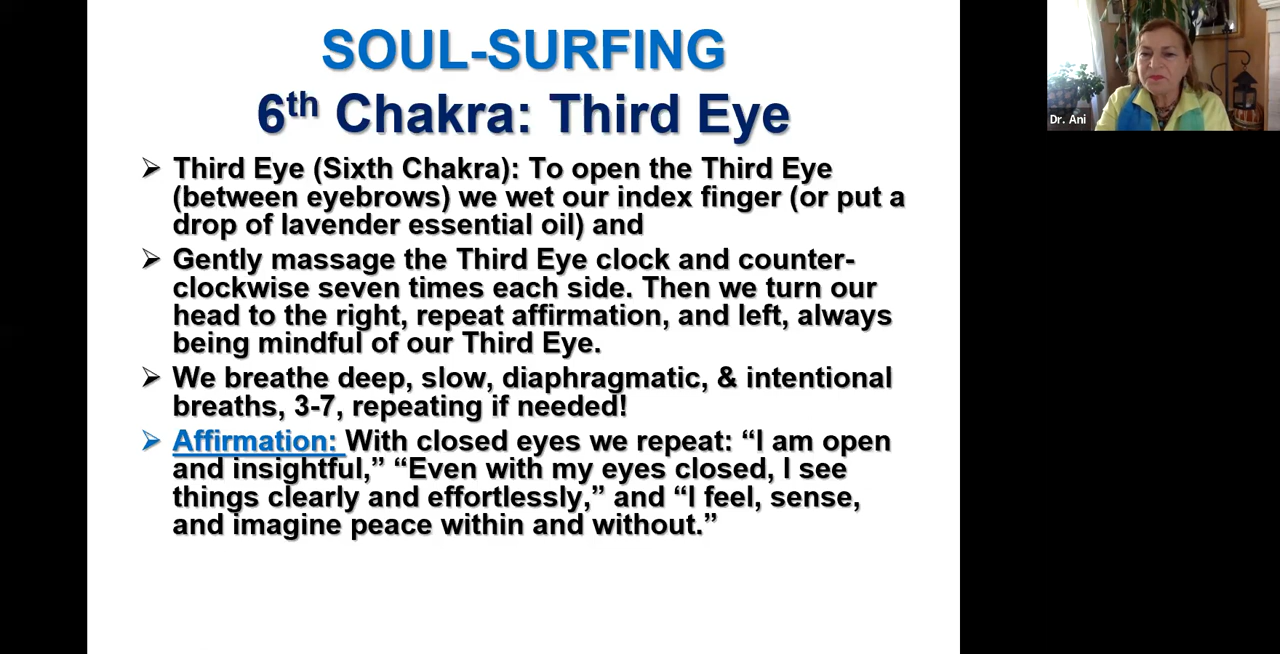 SOUL-SURFING
6th Chakra: Third Eye
➢ Third Eye (Sixth Chakra): To open the Third Eye
(between eyebrows) we wet our index finger (or put a
drop of lavender essential oil) and
➢ Gently massage the Third Eye clock and counter-
clockwise seven times each side. Then we turn our
head to the right, repeat affirmation, and left, always
being mindful of our Third Eye.
➢ We breathe deep, slow, diaphragmatic, & intentional
breaths, 3-7, repeating if needed!
➢ Affirmation: With closed eyes we repeat: “I am open
and insightful,” “Even with my eyes closed, I see
things clearly and effortlessly,” and “I feel, sense,
and imagine peace within and without.”
Dr. Ani